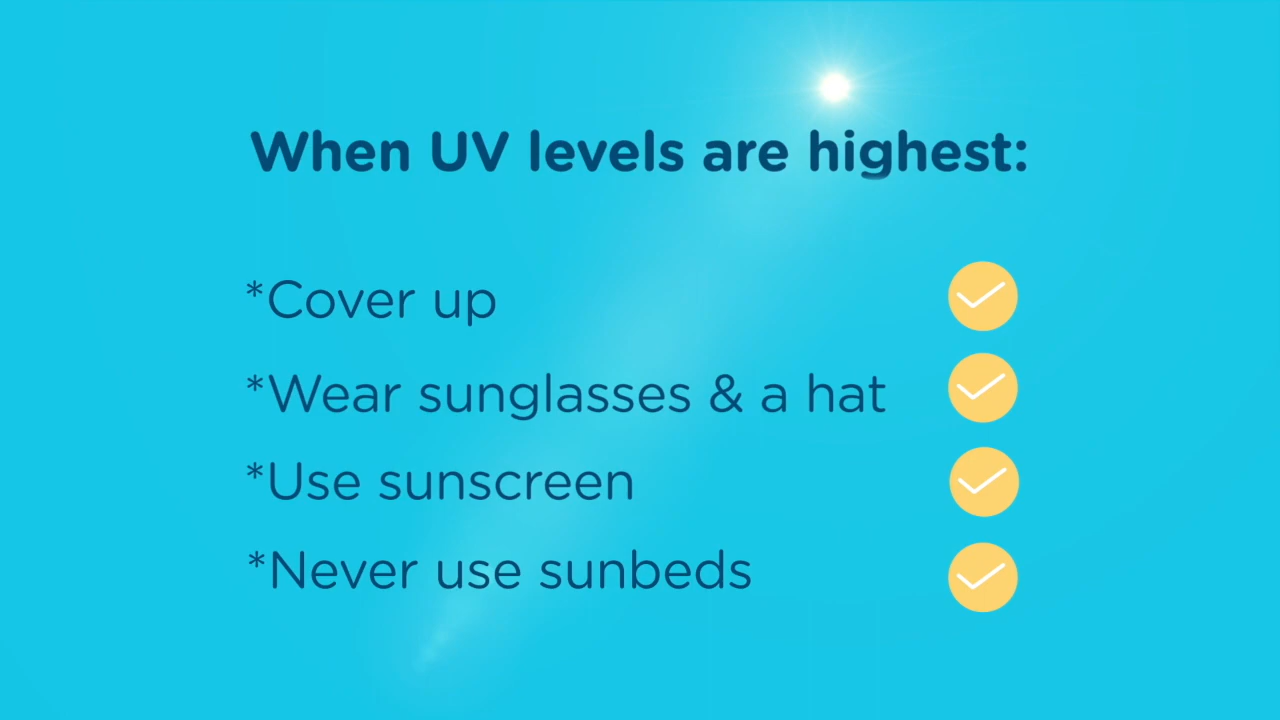 When UV levels are highest:
*Cover up
*Wear sunglasses & a hat
*Use sunscreen
*Never use sunbeds